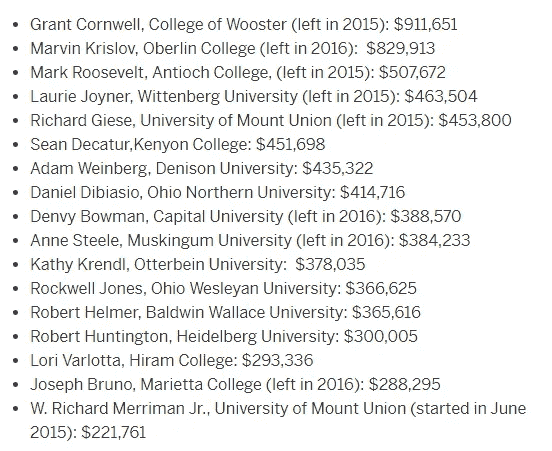 • Grant Cornwell, College of Wooster (left in 2015): $911,651
• Marvin Krislov, Oberlin College (left in 2016):  $829,913
• Mark Roosevelt, Antioch College, (left in 2015): $507,672
• Laurie Joyner, Wittenberg University (left in 2015): $463,504
• Richard Giese, University of Mount Union (left in 2015): $453,800
• Sean Decatur,Kenyon College: $451,698
• Adam Weinberg, Denison University: $435,322
• Daniel Dibiasio, Ohio Northern University: $414,716
• Denvy Bowman, Capital University (left in 2016): $388,570
• Anne Steele, Muskingum University (left in 2016): $384,233
• Kathy Krendl, Otterbein University:  $378,035
• Rockwell Jones, Ohio Wesleyan University: $366,625
• Robert Helmer, Baldwin Wallace University: $365,616
• Robert Huntington, Heidelberg University: $300,005
• Lori Varlotta, Hiram College: $293,336
• Joseph Bruno, Marietta College (left in 2016): $288,295
• W. Richard Merriman Jr., University of Mount Union (started in June
2015): $221,761